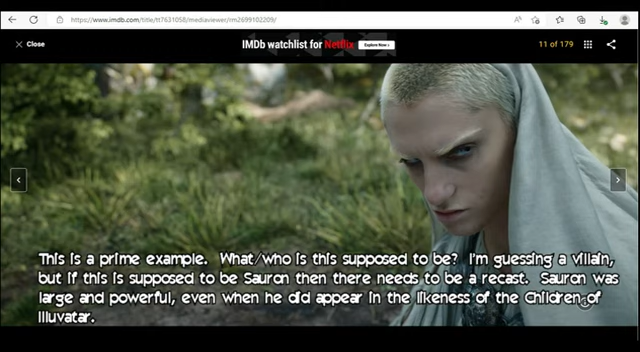 https://www.imdb.com/title/tt7631058/mediaviewer/rm2699102209/
× Close
IMDb watchlist for Netflix
Explore Now
11 of 179
This is a prime example. What/who is this supposed to be? I'm guessing a villain,
but if this is supposed to be Sauron then there needs to be a recast. Sauron was
large and powerful, even when he did appear in the likeness of the Children of
Illuvatar.